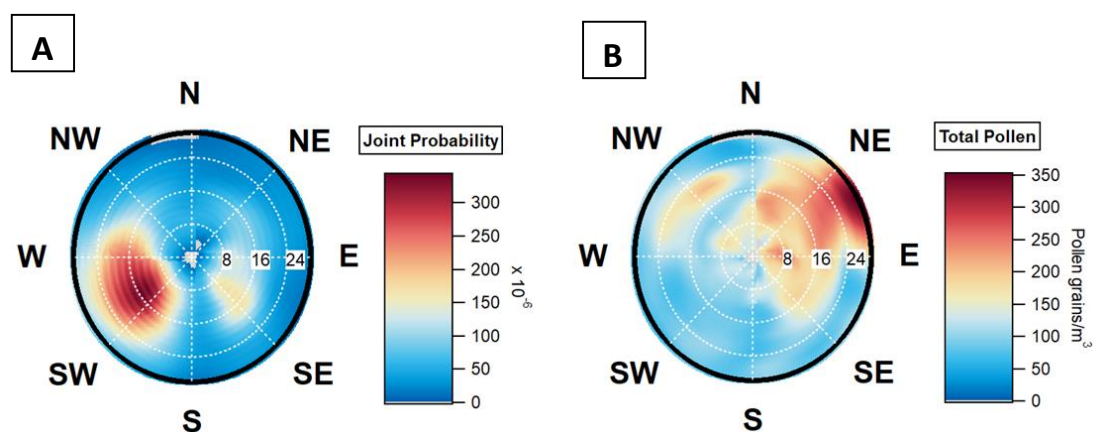 A
N
NW
NE
W
8
16
24
E
SW
SE
S
Joint Probability
300
250
200
150
100
50
0
x 10⁻⁶
B
N
NW
NE
W
8
16
24
E
SW
SE
S
Total Pollen
350
300
250
200
150
100
50
0
Pollen grains/m³